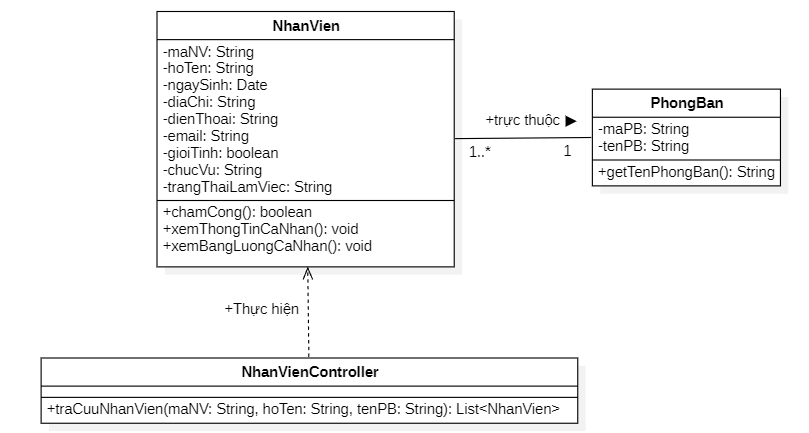 NhanVien
-maNV: String
-hoTen: String
-ngaySinh: Date
-diaChi: String
-dienThoai: String
-email: String
-gioiTinh: boolean
-chucVu: String
-trangThaiLamViec: String
+chamCong(): boolean
+xemThongTinCaNhan(): void
+xemBangLuongCaNhan(): void
+trực thuộc ▶
1..*
1
PhongBan
-maPB: String
-tenPB: String
+getTenPhongBan(): String
+Thực hiện
NhanVienController
+traCuuNhanVien(maNV: String, hoTen: String, tenPB: String): List<NhanVien>